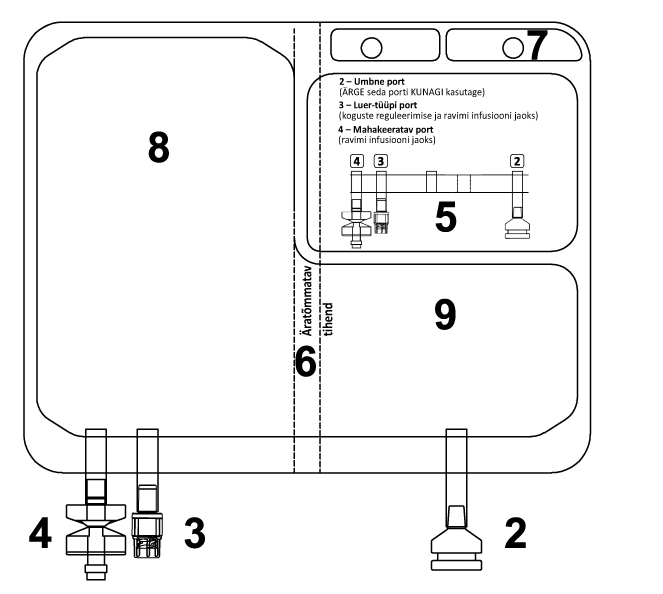 7
2 – Umbne port
(ÄRGE seda porti KUNAGI kasutage)
3 – Luer-tüüpi port
(koguste reguleerimise ja ravimi infusiooni jaoks)
4 – Mahakeeratav port
(ravimi infusiooni jaoks)
8
4 3 2
5
Äratõmmatav
tihend
9
6
4 3 2